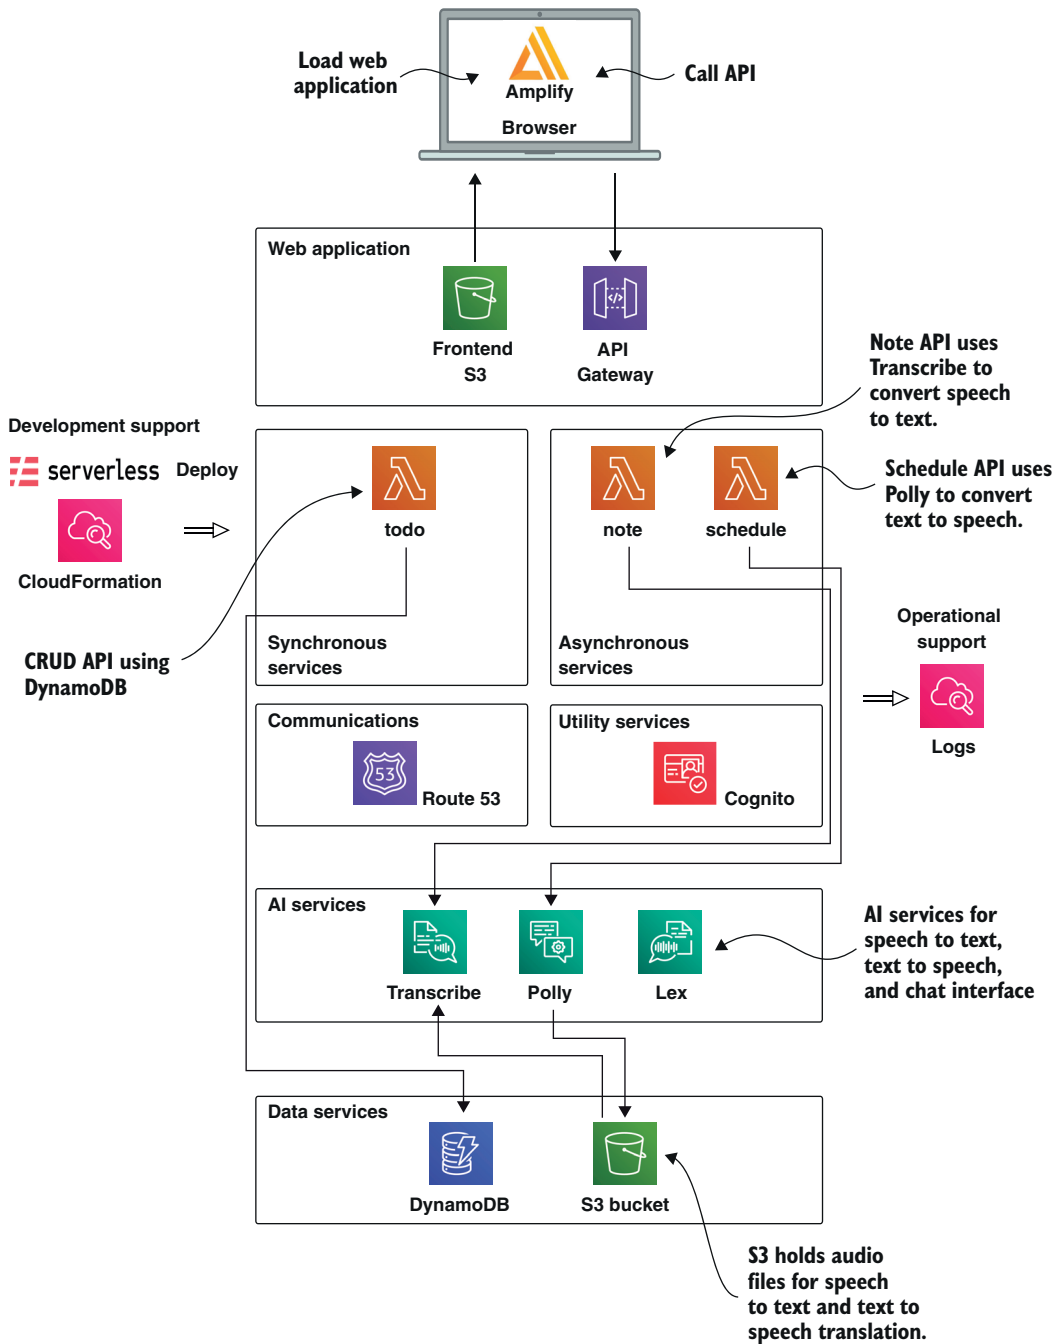 Load web
application
Amplify
Browser
Call API
Web application
Frontend
S3
</>
API
Gateway
Note API uses
Transcribe to
convert speech
to text.
Development support
serverless
Deploy
CloudFormation
todo
note
schedule
Schedule API uses
Polly to convert
text to speech.
CRUD API using
DynamoDB
Synchronous
services
Asynchronous
services
Operational
support
Logs
Communications
53
Route 53
Utility services
Cognito
AI services
Transcribe
Polly
Lex
AI services for
speech to text,
text to speech,
and chat interface
Data services
DynamoDB
S3 bucket
S3 holds audio
files for speech
to text and text to
speech translation.